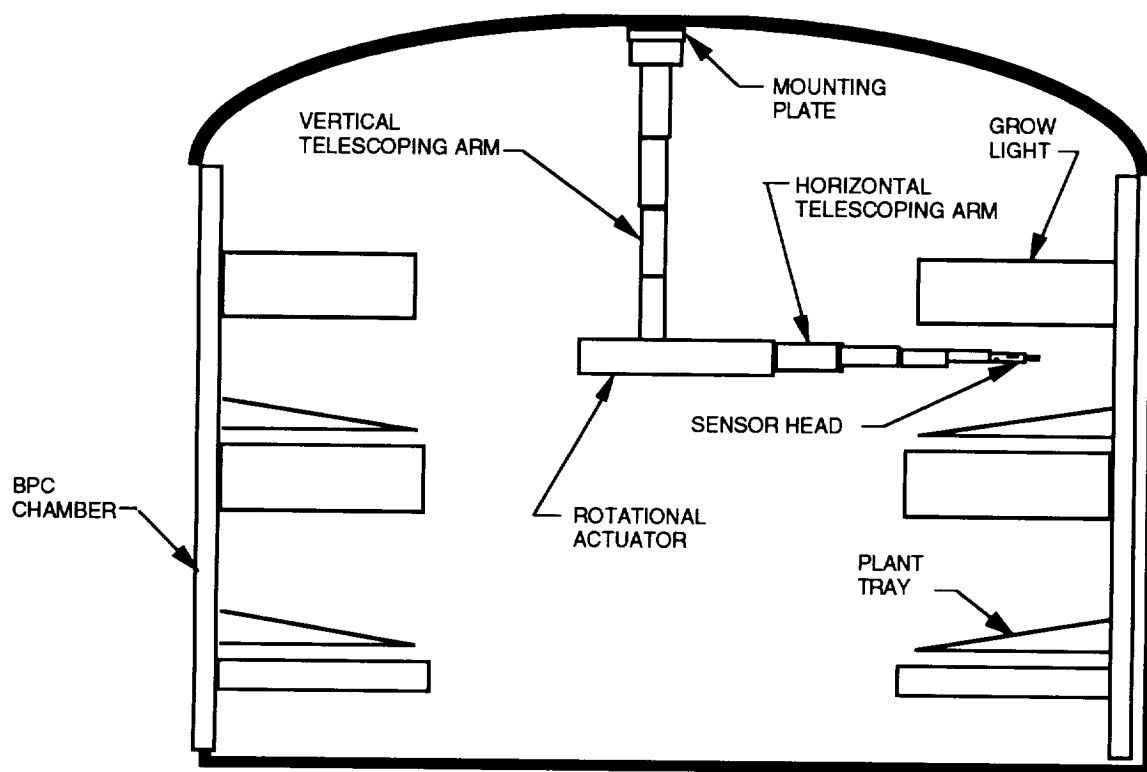 MOUNTING
PLATE
VERTICAL
TELESCOPING ARM
GROW
LIGHT
HORIZONTAL
TELESCOPING ARM
SENSOR HEAD
BPC
CHAMBER
ROTATIONAL
ACTUATOR
PLANT
TRAY